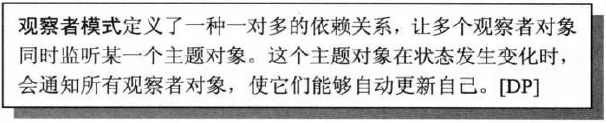 观察者模式定义了一种一对多的依赖关系，让多个观察者对象
同时监听某一个主题对象。这个主题对象在状态发生变化时，
会通知所有观察者对象，使它们能够自动更新自己。[DP]